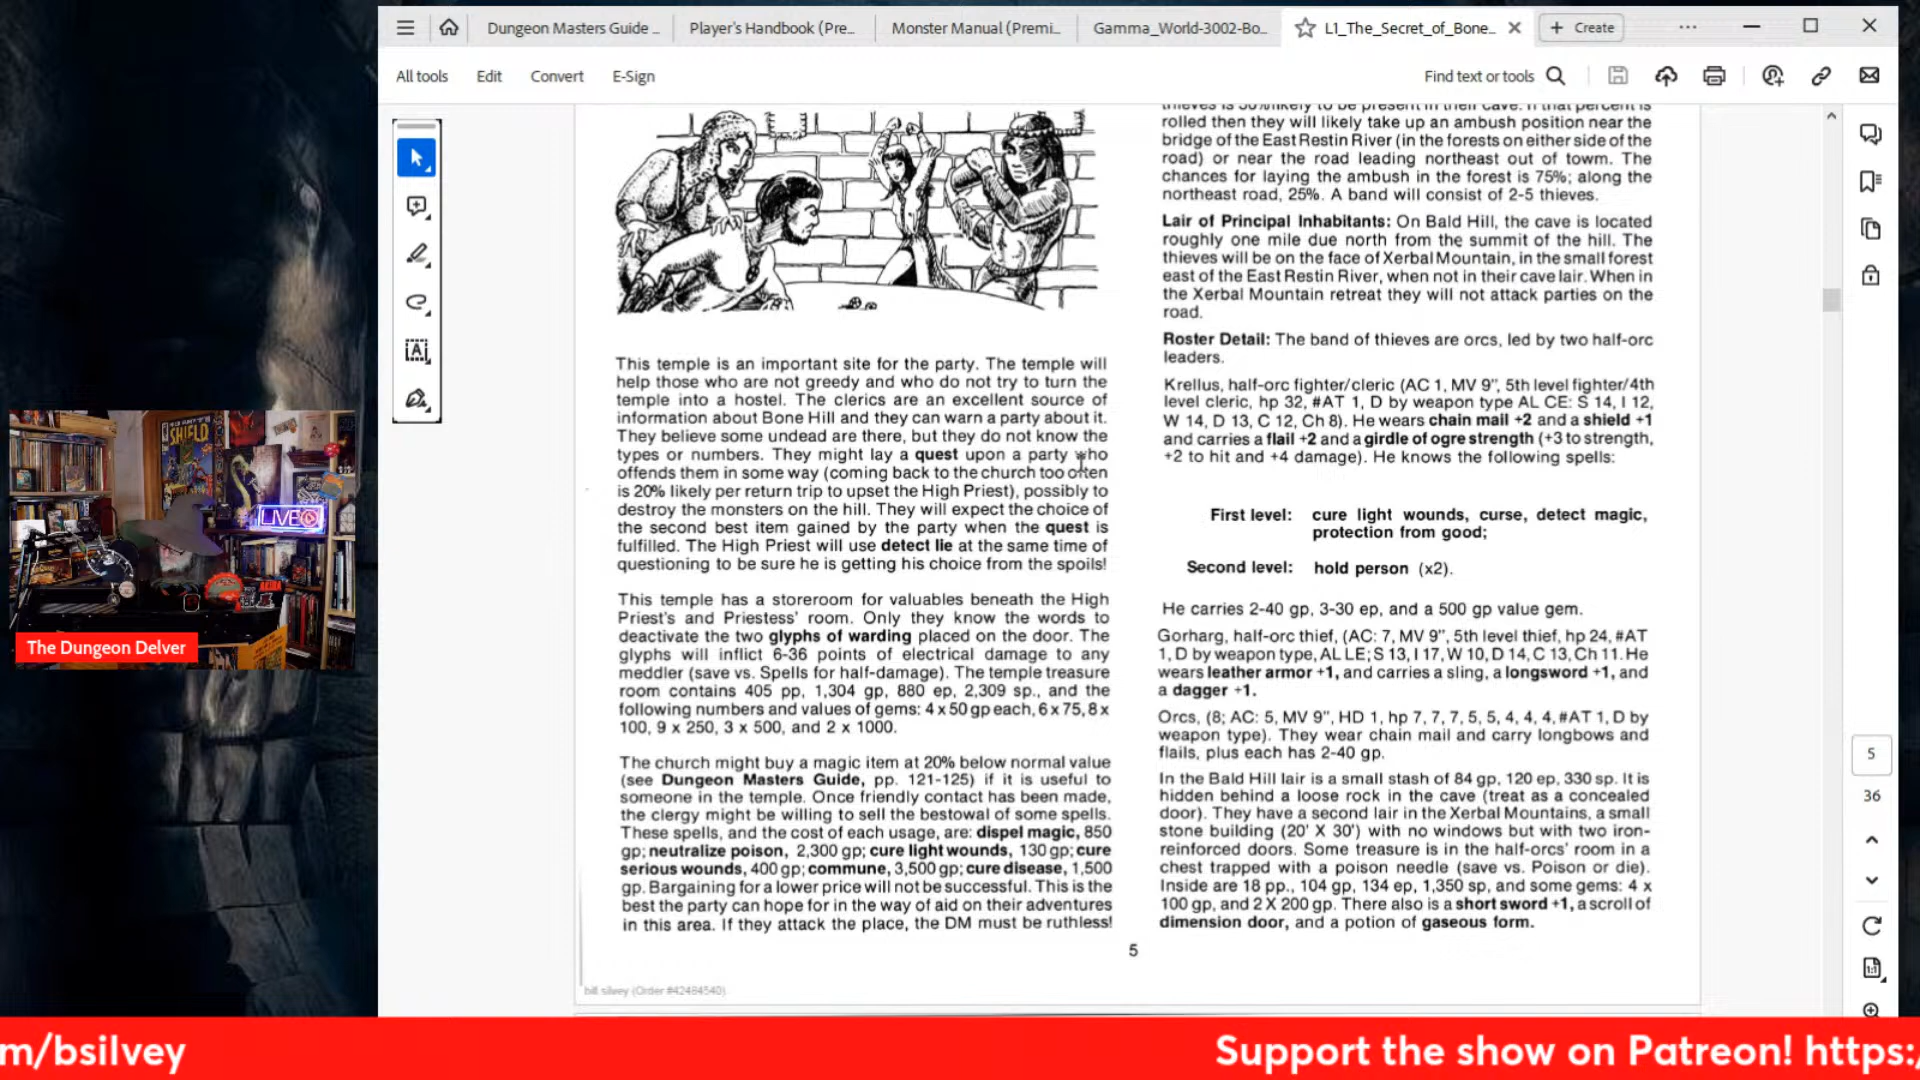 Dungeon Masters Guide ...
Player's Handbook (Pre...
Monster Manual (Premi...
Gamma_World-3002-Bo...
L1_The_Secret_of_Bone...
Create
All tools
Edit
Convert
E-Sign
Find text or tools
This temple is an important site for the party. The temple will
help those who are not greedy and who do not try to turn the
temple into a hostel. The clerics are an excellent source of
information about Bone Hill and they can warn a party about it.
They believe some undead are there, but they do not know the
types or numbers. They might lay a quest upon a party who
offends them in some way (coming back to the church too often
is 20% likely per return trip to upset the High Priest), possibly to
destroy the monsters on the hill. They will expect the choice of
the second best item gained by the party when the quest is
fulfilled. The High Priest will use detect lie at the same time of
questioning to be sure he is getting his choice from the spoils!
This temple has a storeroom for valuables beneath the High
Priest's and Priestess' room. Only they know the words to
deactivate the two glyphs of warding placed on the door. The
glyphs will inflict 6-36 points of electrical damage to any
meddler (save vs. Spells for half-damage). The temple treasure
room contains 405 pp, 1,304 gp, 880 ep, 2,309 sp., and the
following numbers and values of gems: 4 x 50 gp each, 6 x 75, 8 x
100, 9 x 250, 3 x 500, and 2 x 1000.
The church might buy a magic item at 20% below normal value
(see Dungeon Masters Guide, pp. 121-125) if it is useful to
someone in the temple. Once friendly contact has been made,
the clergy might be willing to sell the bestowal of some spells.
These spells, and the cost of each usage, are: dispel magic, 850
gp; neutralize poison, 2,300 gp; cure light wounds, 130 gp; cure
serious wounds, 400 gp; commune, 3,500 gp; cure disease, 1,500
gp. Bargaining for a lower price will not be successful. This is the
best the party can hope for in the way of aid on their adventures
in this area. If they attack the place, the DM must be ruthless!
thieves is 50% likely to be present in their cave. If that percent is
rolled then they will likely take up an ambush position near the
bridge of the East Restin River (in the forests on either side of the
road) or near the road leading northeast out of town. The
chances for laying the ambush in the forest is 75%; along the
northeast road, 25%. A band will consist of 2-5 thieves.
Lair of Principal Inhabitants: On Bald Hill, the cave is located
roughly one mile due north from the summit of the hill. The
thieves will be on the face of Xerbal Mountain, in the small forest
east of the East Restin River, when not in their cave lair. When in
the Xerbal Mountain retreat they will not attack parties on the
road.
Roster Detail: The band of thieves are orcs, led by two half-orc
leaders.
Krellus, half-orc fighter/cleric (AC 1, MV 9", 5th level fighter/4th
level cleric, hp 32, #AT 1, D by weapon type AL CE: S 14, I 12,
W 14, D 13, C 12, Ch 8). He wears chain mail +2 and a shield +1
and carries a flail +2 and a girdle of ogre strength (+3 to strength,
+2 to hit and +4 damage). He knows the following spells:
First level: cure light wounds, curse, detect magic,
protection from good;
Second level: hold person (x2).
He carries 2-40 gp, 3-30 ep, and a 500 gp value gem.
Gorharg, half-orc thief, (AC: 7, MV 9", 5th level thief, hp 24, #AT
1, D by weapon type, AL LE; S 13, I 17, W 10, D 14, C 13, Ch 11. He
wears leather armor +1, and carries a sling, a longsword +1, and
a dagger +1.
Orcs, (8; AC: 5, MV 9", HD 1, hp 7, 7, 7, 5, 5, 4, 4, 4, #AT 1, D by
weapon type). They wear chain mail and carry longbows and
flails, plus each has 2-40 gp.
In the Bald Hill lair is a small stash of 84 gp, 120 ep, 330 sp. It is
hidden behind a loose rock in the cave (treat as a concealed
door). They have a second lair in the Xerbal Mountains, a small
stone building (20' X 30') with no windows but with two iron-
reinforced doors. Some treasure is in the half-orcs' room in a
chest trapped with a poison needle (save vs. Poison or die).
Inside are 18 pp., 104 gp, 134 ep, 1,350 sp, and some gems: 4 x
100 gp, and 2 X 200 gp. There also is a short sword +1, a scroll of
dimension door, and a potion of gaseous form.
5
bill silvey (Order #42484540)
5
36
SHIELD
LIVE
The Dungeon Delver
m/bsilvey
Support the show on Patreon! https:/